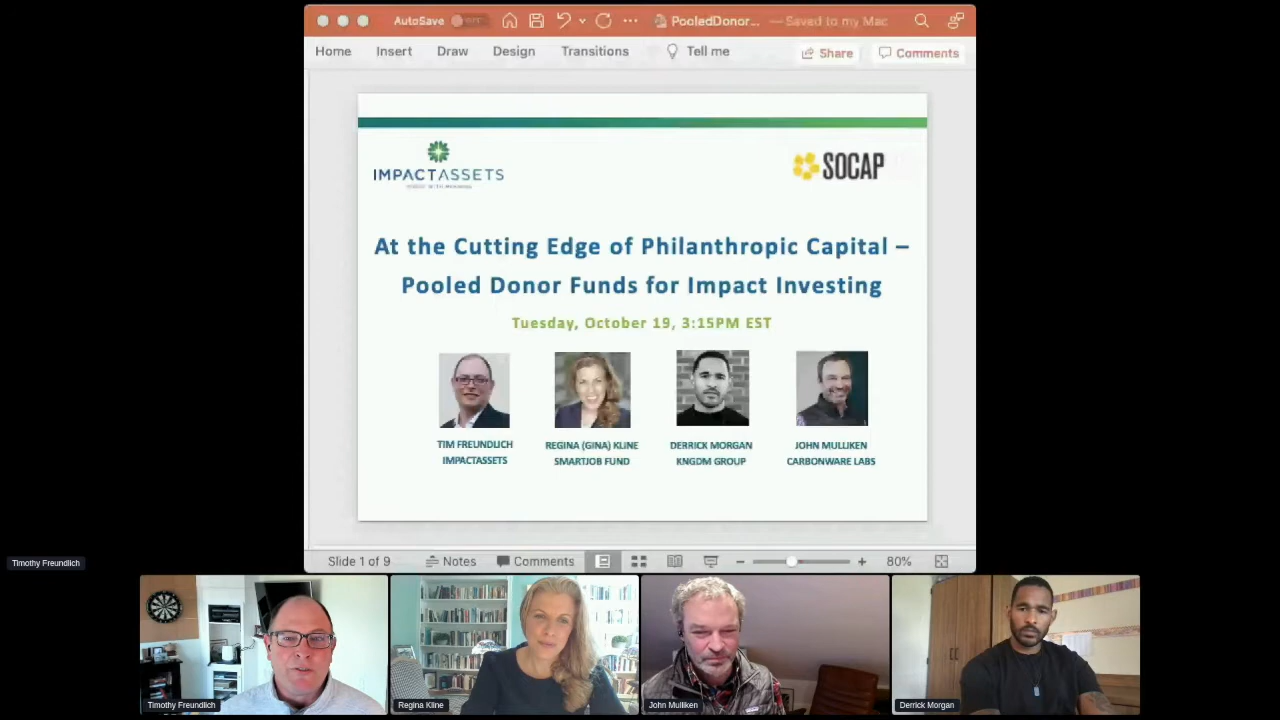 AutoSave
PooledDonor... — Saved to my Mac
Home Insert Draw Design Transitions Tell me Share Comments
IMPACTASSETS
SOCAP
At the Cutting Edge of Philanthropic Capital –
Pooled Donor Funds for Impact Investing
Tuesday, October 19, 3:15PM EST
TIM FREUNDLICH
IMPACTASSETS
REGINA (GINA) KLINE
SMARTJOB FUND
DERRICK MORGAN
KNGDM GROUP
JOHN MULLIKEN
CARBONWARE LABS
Slide 1 of 9 Notes Comments 80%
Timothy Freundlich
Timothy Freundlich
Regina Kline
John Mulliken
Derrick Morgan